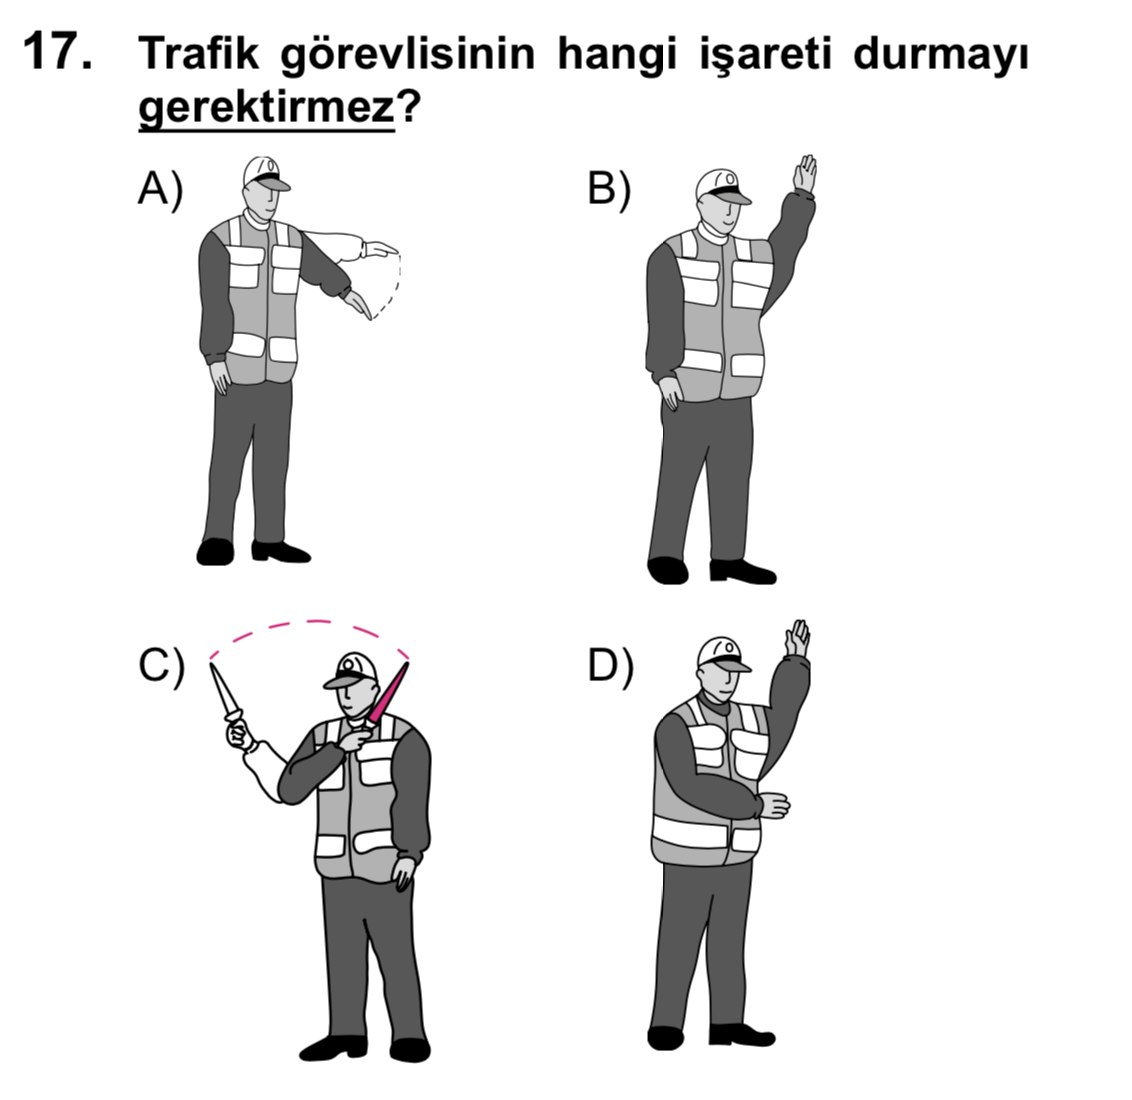 17. Trafik görevlisinin hangi işareti durmayı
gerektirmez?
A)
B)
C)
D)